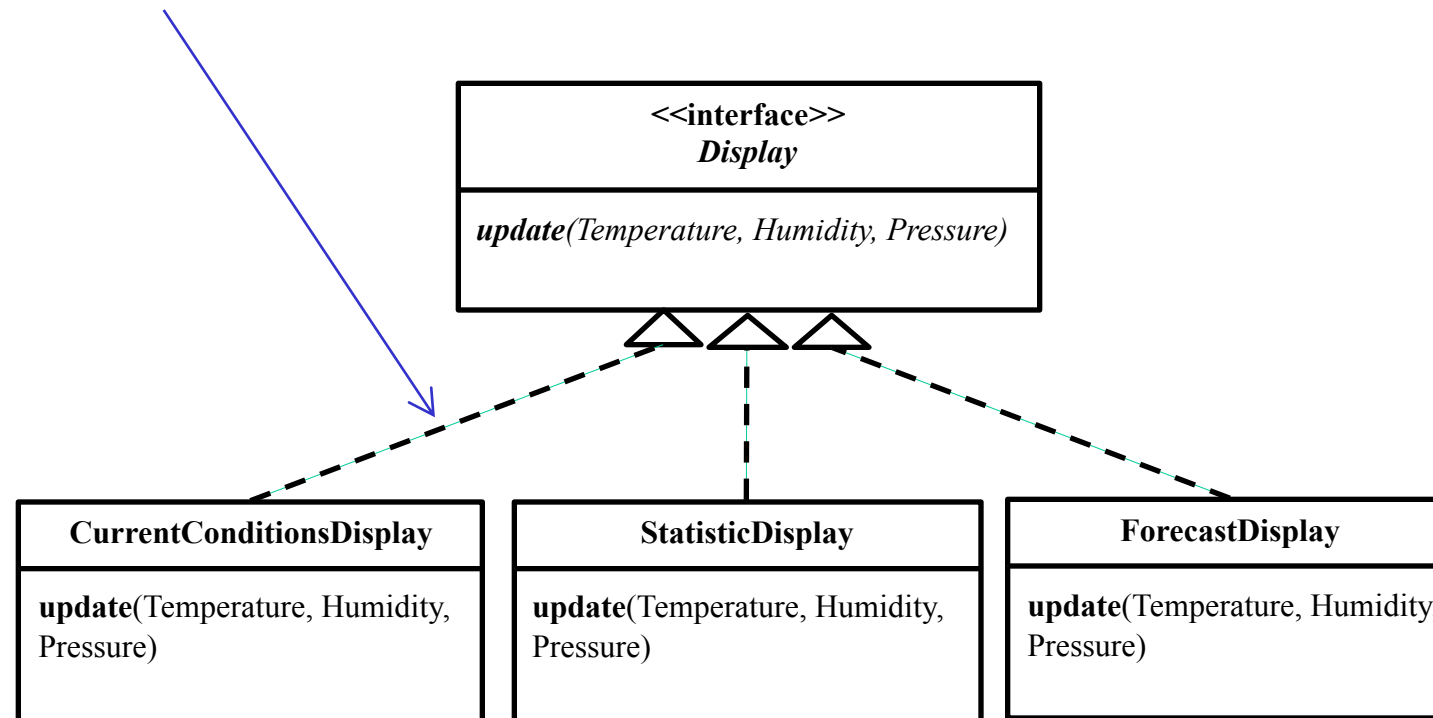 <<interface>>
Display
update(Temperature, Humidity, Pressure)
CurrentConditionsDisplay
update(Temperature, Humidity,
Pressure)
StatisticDisplay
update(Temperature, Humidity,
Pressure)
ForecastDisplay
update(Temperature, Humidity,
Pressure)